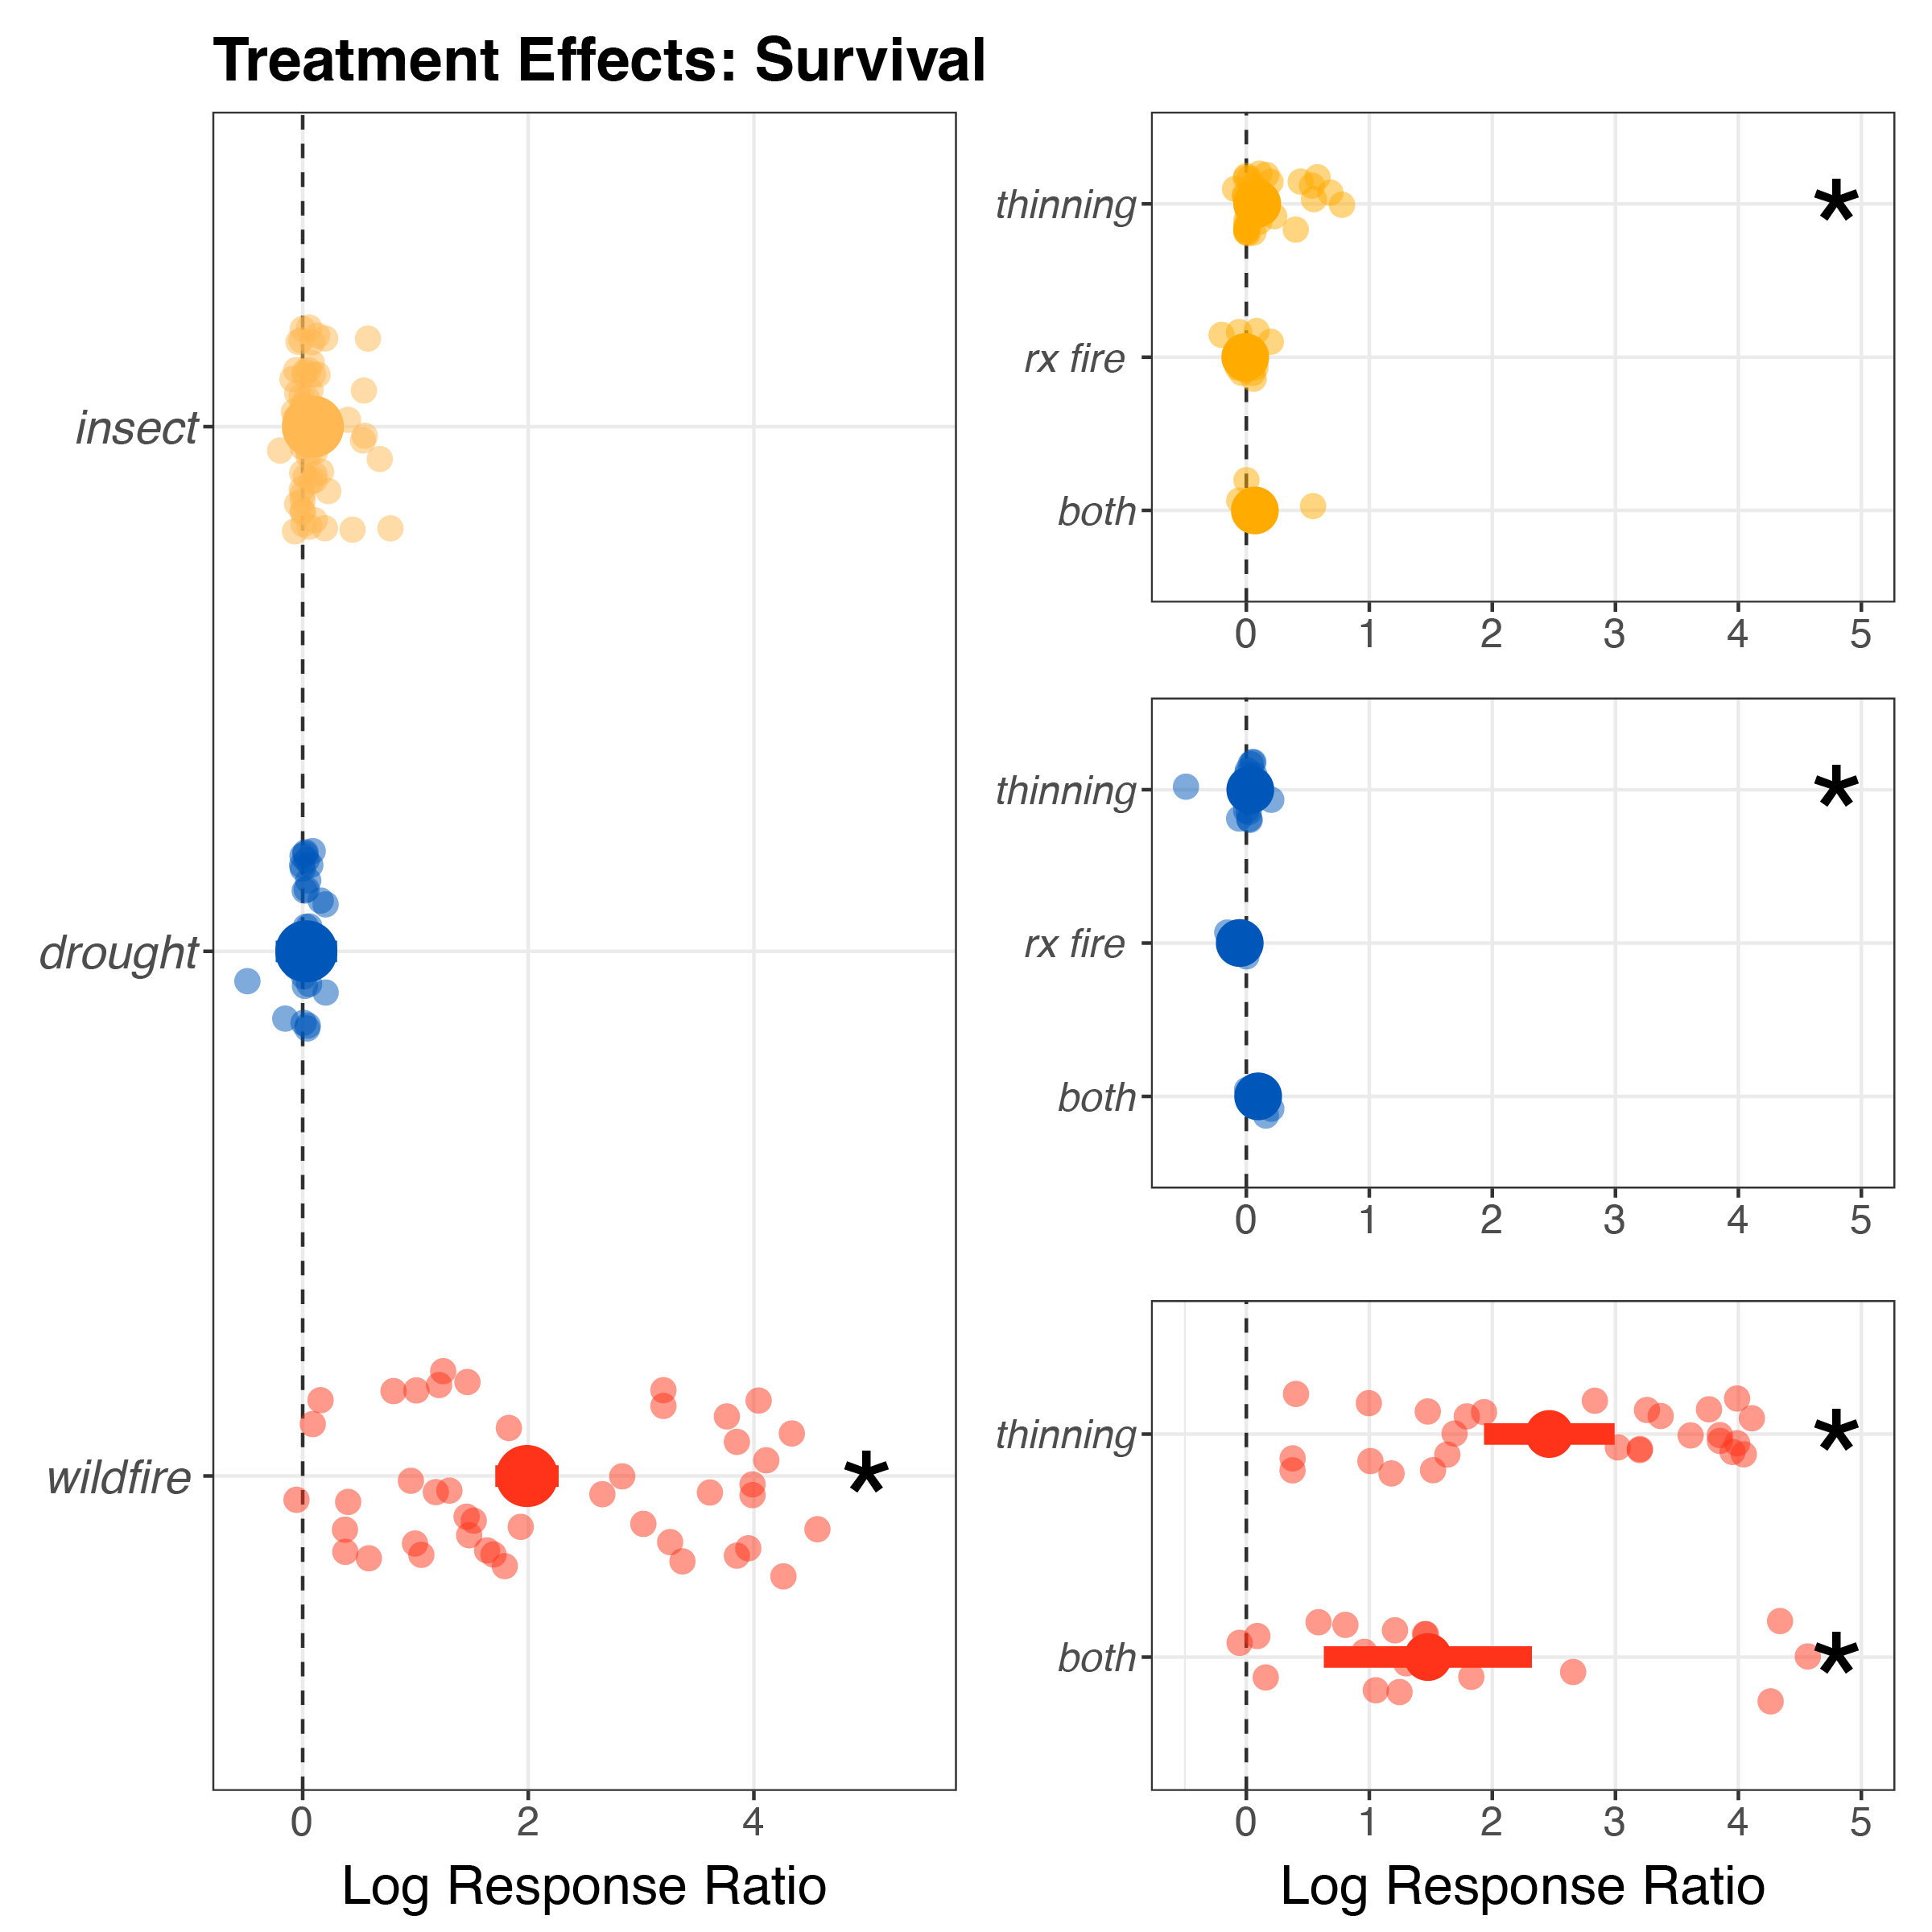 Treatment Effects: Survival
insect
drought
wildfire
0 2 4
Log Response Ratio
thinning
*
rx fire
both
0 1 2 3 4 5
thinning
*
rx fire
both
0 1 2 3 4 5
*
thinning
*
both
*
0 1 2 3 4 5
Log Response Ratio